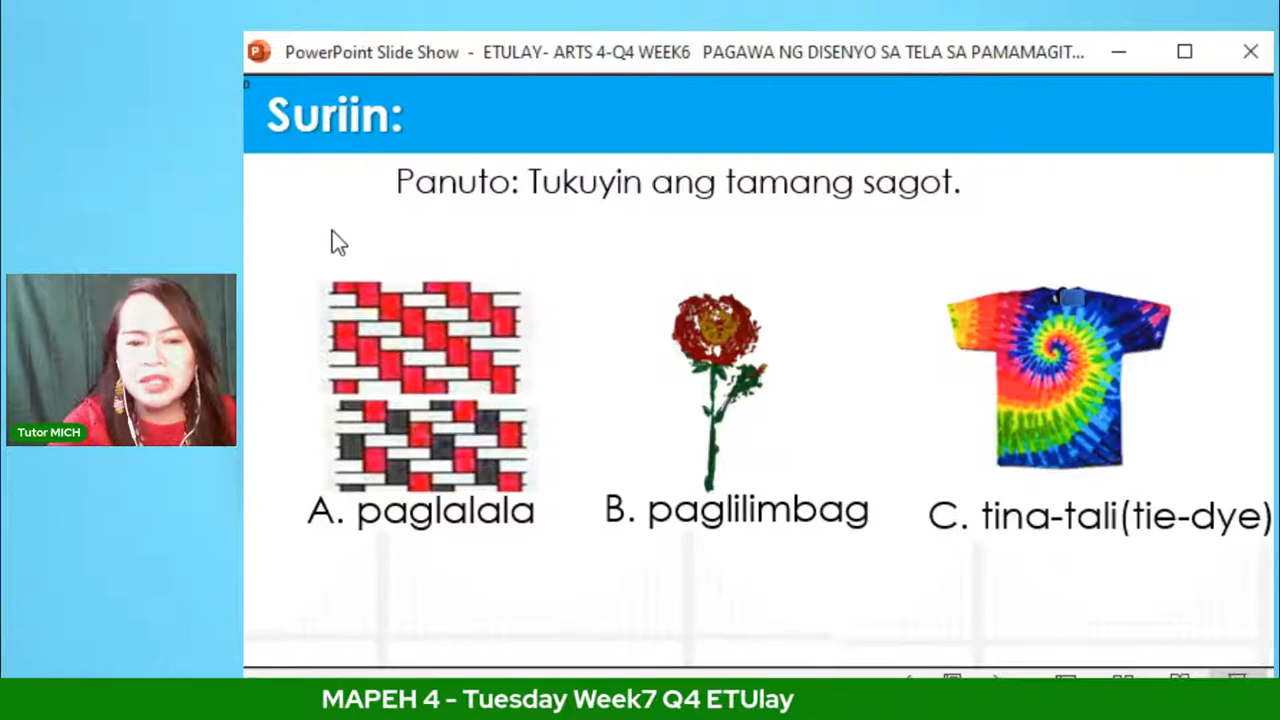 PowerPoint Slide Show - ETULAY- ARTS 4-Q4 WEEK6 PAGAWA NG DISENYO SA TELA SA PAMAMAGIT...
Suriin:
Panuto: Tukuyin ang tamang sagot.
A. paglalala
B. paglilimbag
C. tina-tali(tie-dye)
Tutor MICH
MAPEH 4 - Tuesday Week7 Q4 ETUlay